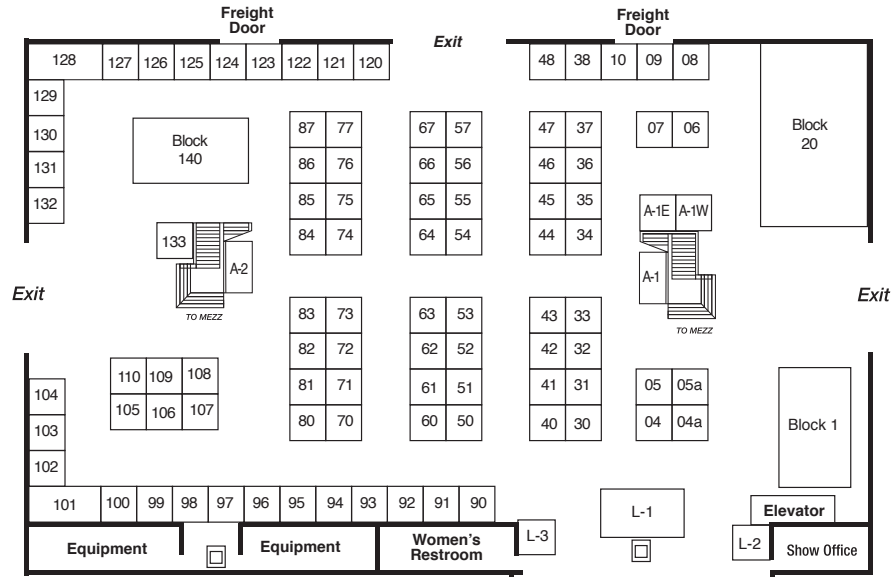 Freight
Door
Exit
Freight
Door
128 127 126 125 124 123 122 121 120
48 38 10 09 08
129
130
131
132
Block
140
87 77
86 76
85 75
84 74
67 57
66 56
65 55
64 54
47 37
46 36
45 35
44 34
07 06
Block
20
A-1E A-1W
A-1
TO MEZZ
133
A-2
TO MEZZ
Exit
Exit
83 73
82 72
81 71
80 70
63 53
62 52
61 51
60 50
43 33
42 32
41 31
40 30
110 109 108
105 106 107
05 05a
04 04a
Block 1
104
103
102
101 100 99 98 97 96 95 94 93 92 91 90
L-1
Elevator
L-3
L-2
Equipment
Equipment
Women's
Restroom
Show Office